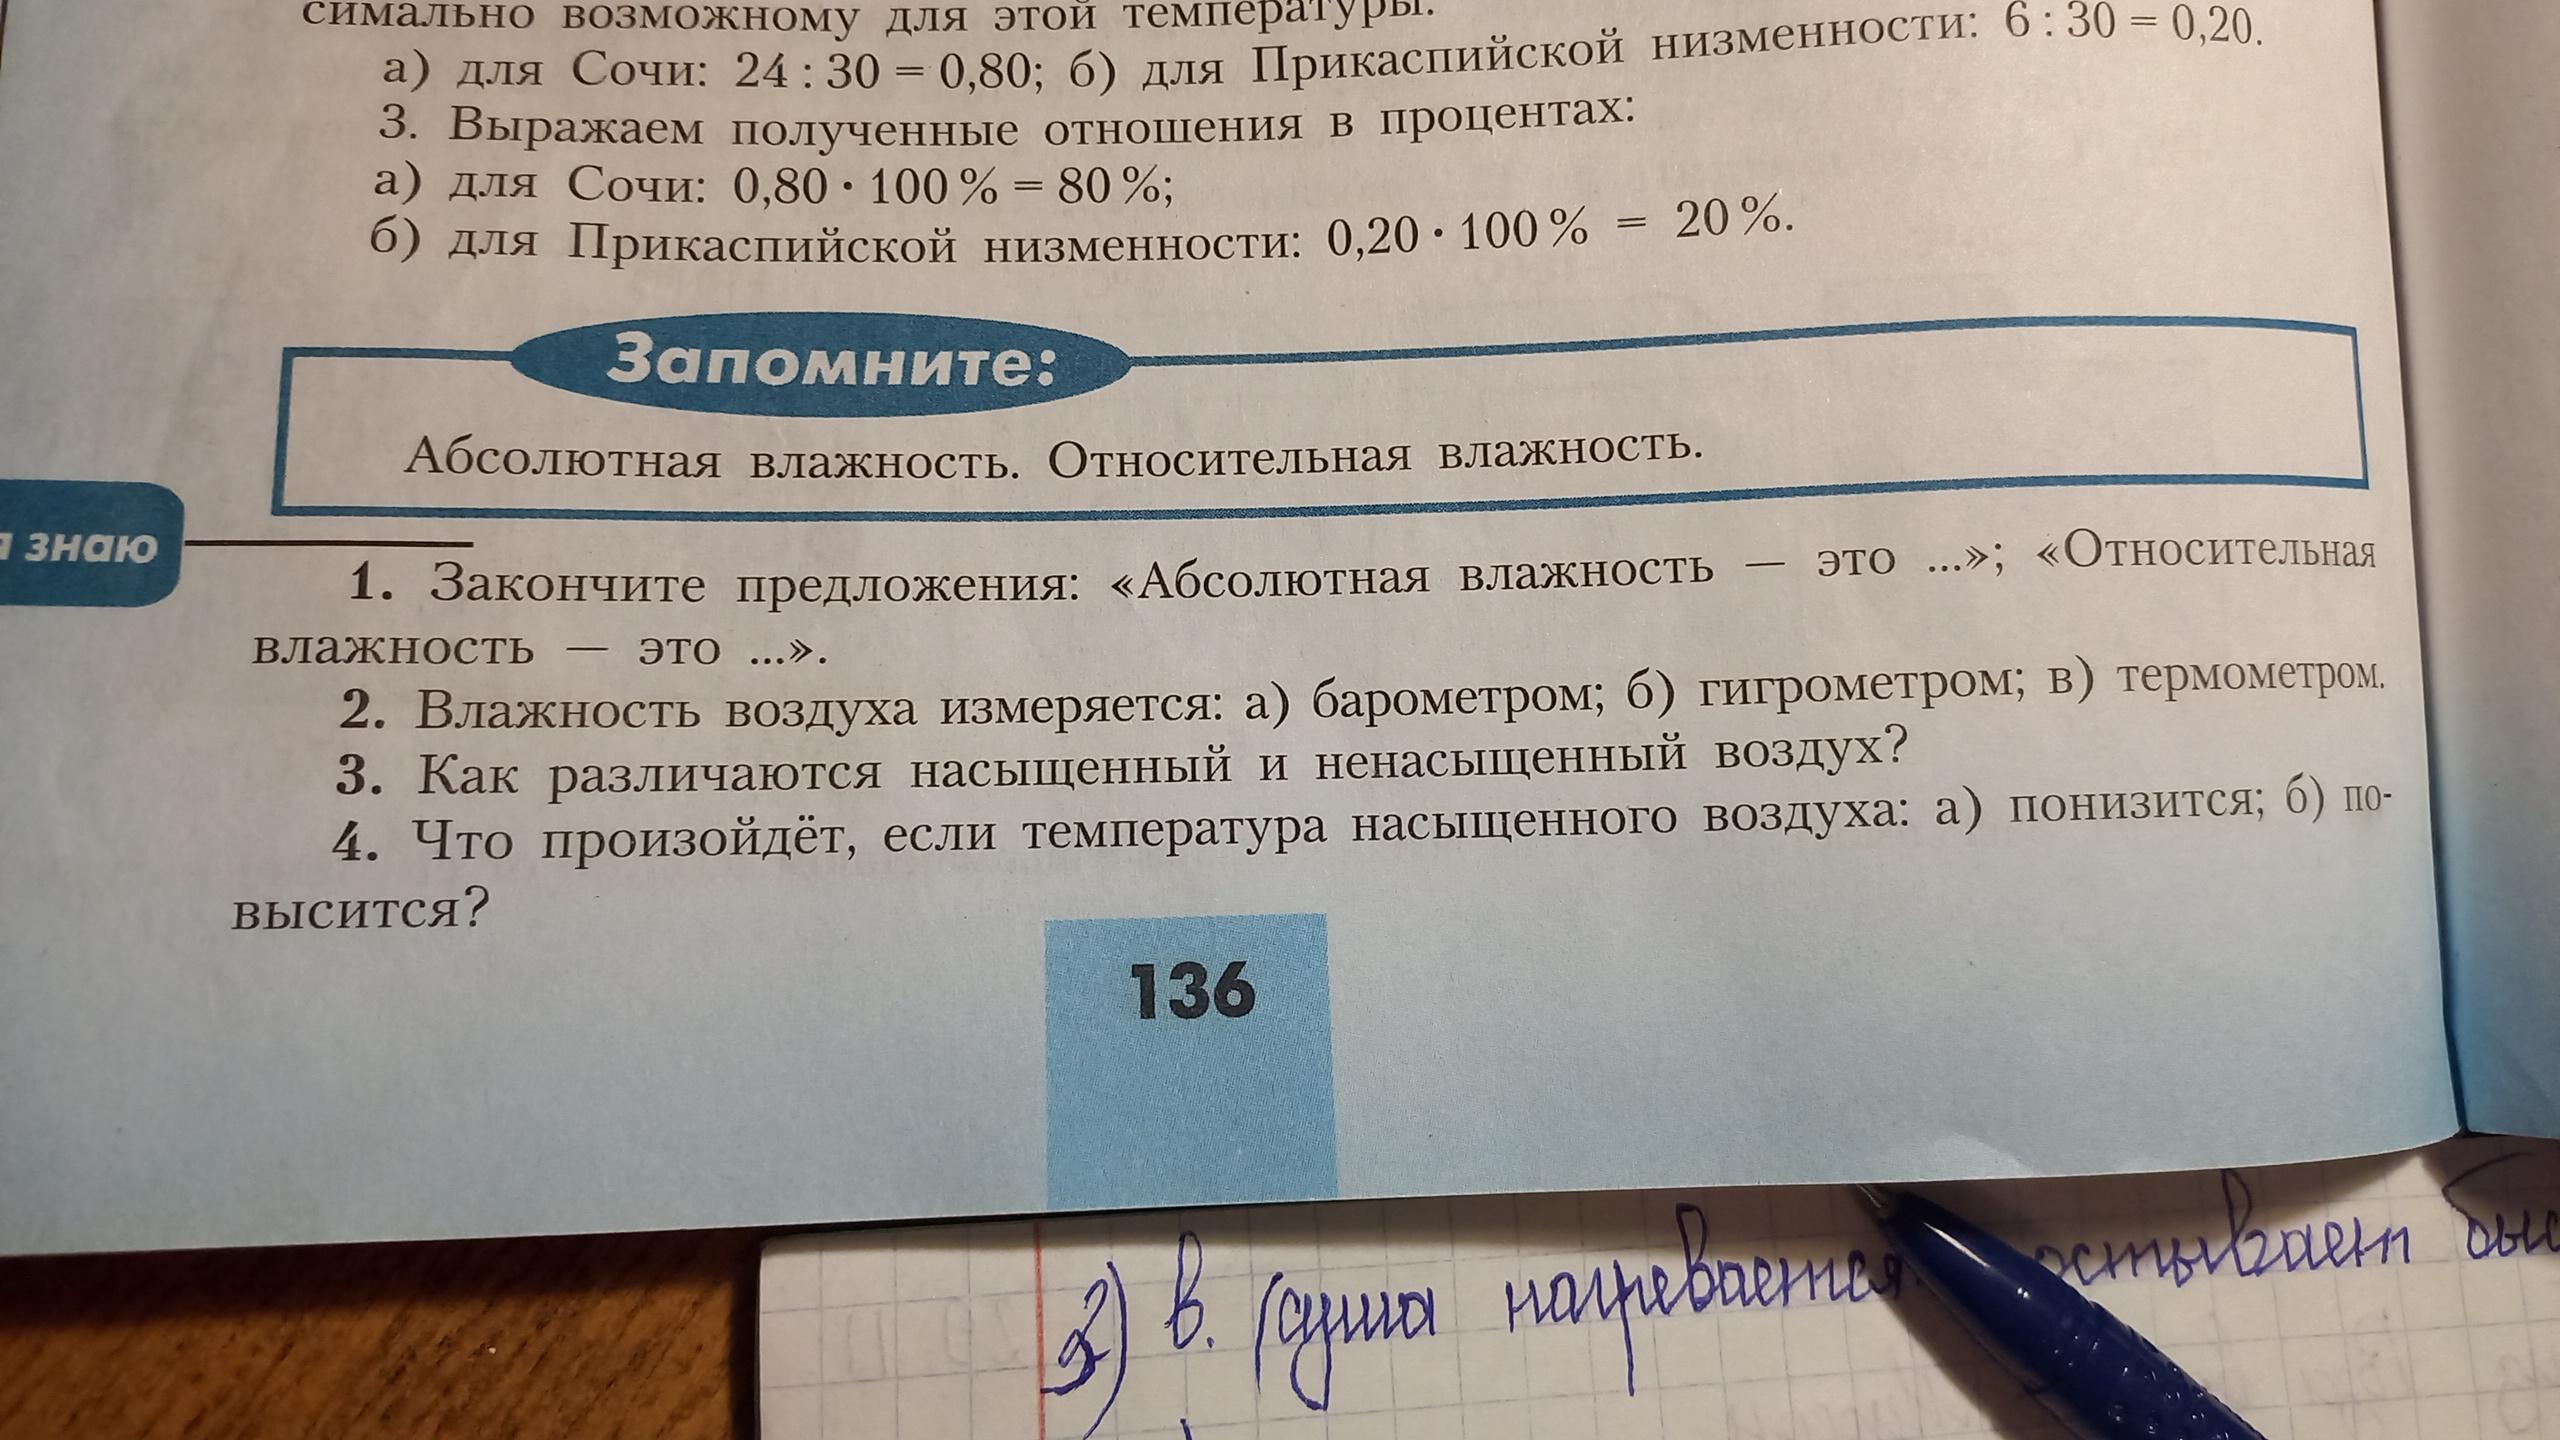 симально возможному для этой температуры.
а) для Сочи: 24 : 30 = 0,80; б) для Прикаспийской низменности: 6 : 30 = 0,20.
3. Выражаем полученные отношения в процентах:
а) для Сочи: 0,80 · 100 % = 80 %;
б) для Прикаспийской низменности: 0,20 · 100 % = 20 %.
Запомните:
Абсолютная влажность. Относительная влажность.
знаю
1. Закончите предложения: «Абсолютная влажность — это ...»; «Относительная
влажность — это ...».
2. Влажность воздуха измеряется: а) барометром; б) гигрометром; в) термометром.
3. Как различаются насыщенный и ненасыщенный воздух?
4. Что произойдёт, если температура насыщенного воздуха: а) понизится; б) по-
высится?
136
3) в. (суша нагревается остывает